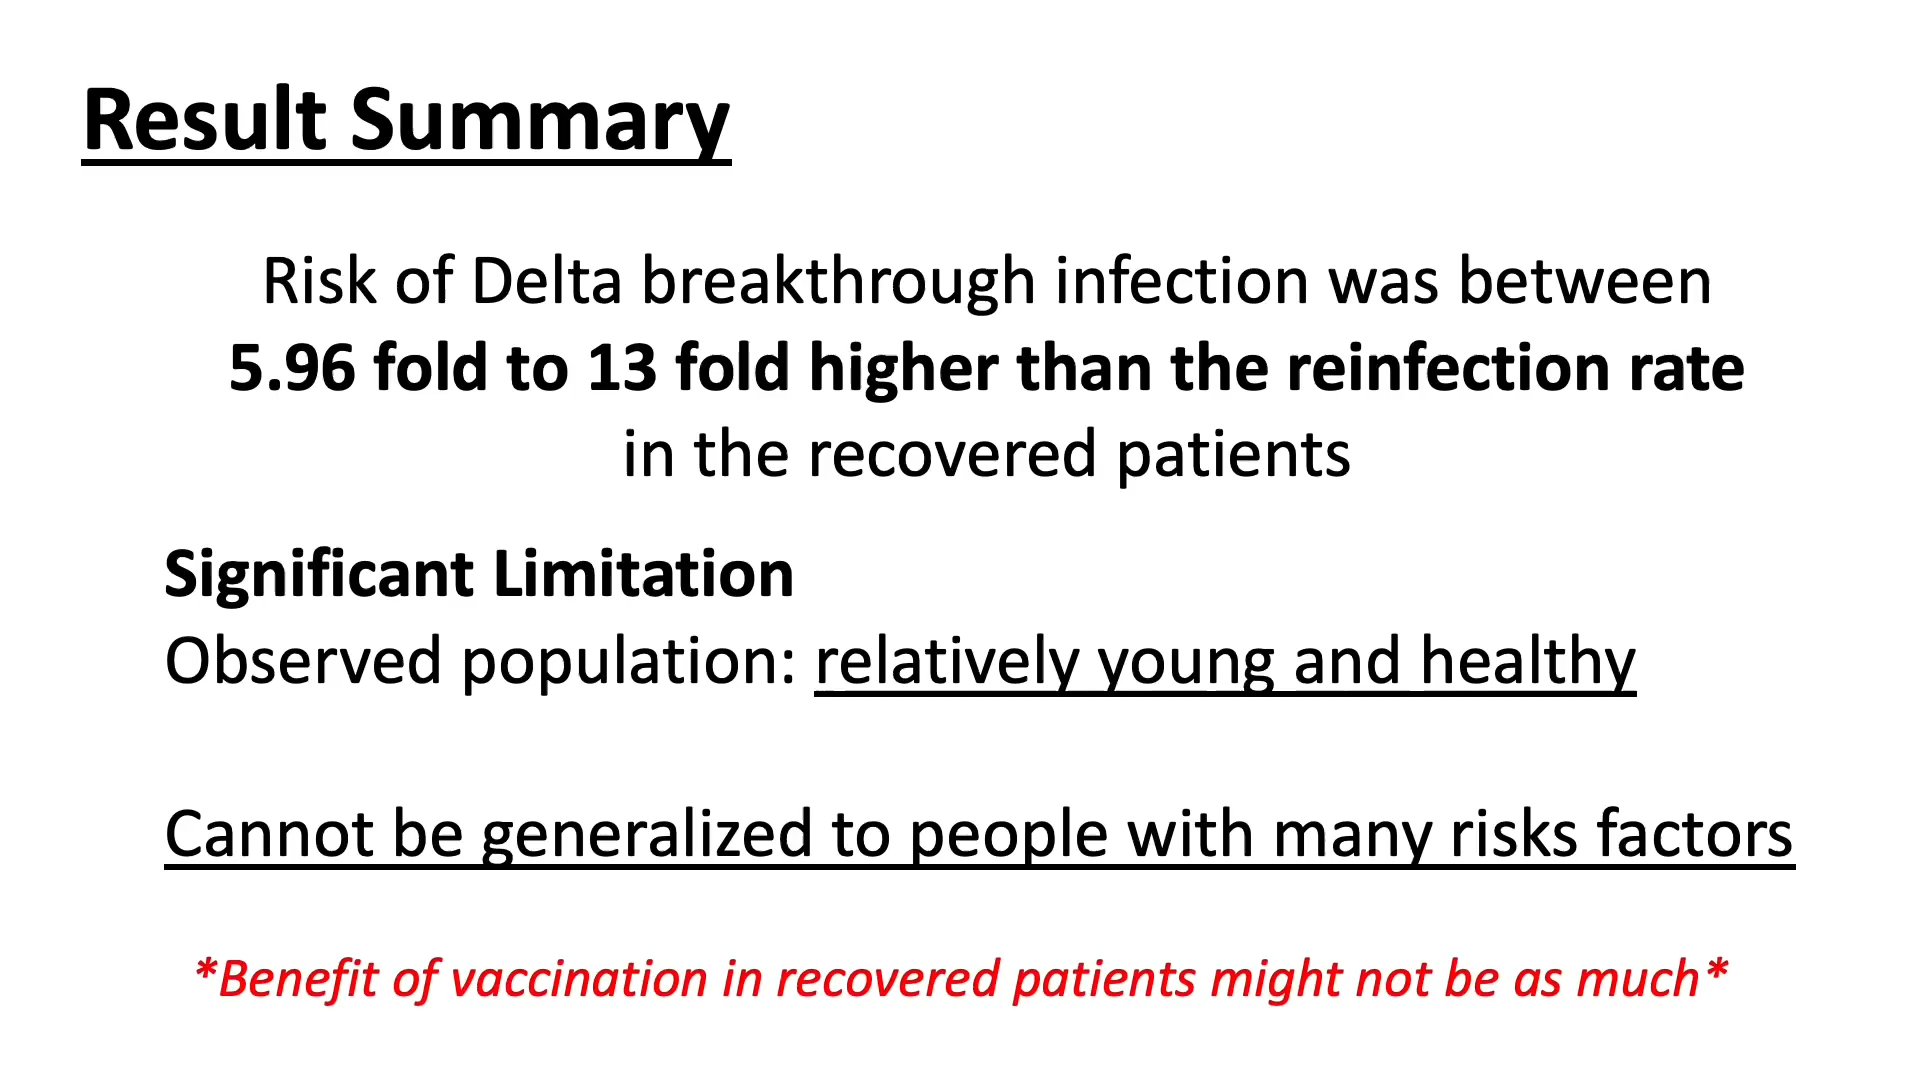 Result Summary
Risk of Delta breakthrough infection was between
5.96 fold to 13 fold higher than the reinfection rate
in the recovered patients
Significant Limitation
Observed population: relatively young and healthy
Cannot be generalized to people with many risks factors
*Benefit of vaccination in recovered patients might not be as much*